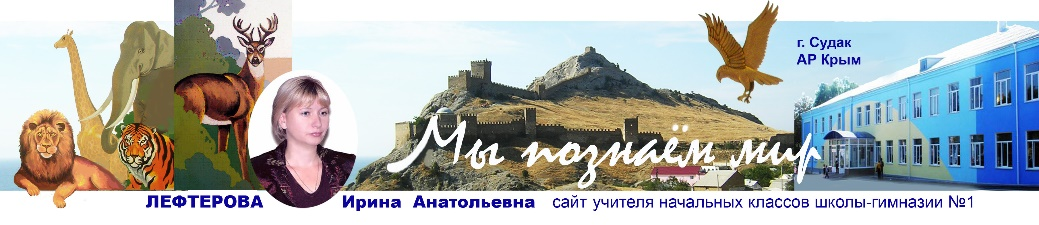 г. Судак
АР Крым
Мы познаём мир
ЛЕФТЕРОВА Ирина Анатольевна сайт учителя начальных классов школы-гимназии №1